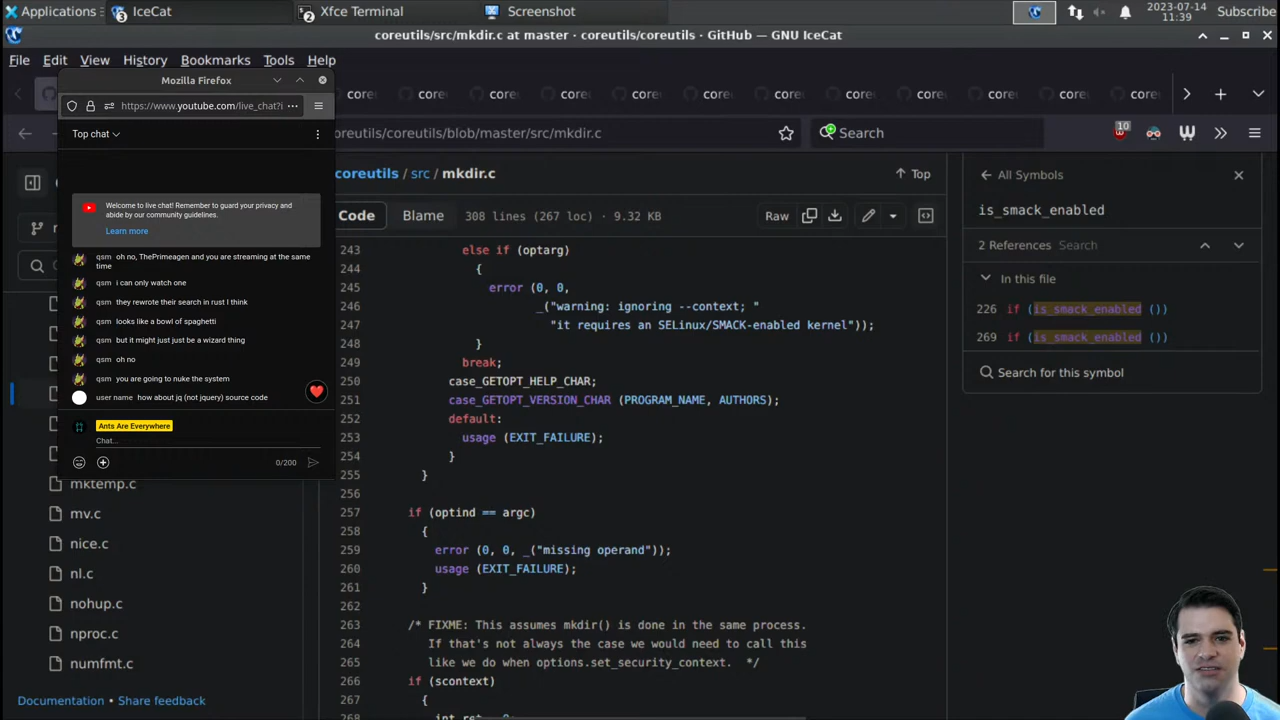 Applications
3 IceCat
2 Xfce Terminal
Screenshot
2023-07-14
11:39
Subscribe
coreutils/src/mkdir.c at master · coreutils/coreutils · GitHub — GNU IceCat
File Edit View History Bookmarks Tools Help
Mozilla Firefox
https://www.youtube.com/live_chat?i
Top chat
Welcome to live chat! Remember to guard your privacy and
abide by our community guidelines.
Learn more
qsm oh no, ThePrimeagen and you are streaming at the same
time
qsm i can only watch one
qsm they rewrote their search in rust I think
qsm looks like a bowl of spaghetti
qsm but it might just just be a wizard thing
qsm oh no
qsm you are going to nuke the system
user name how about jq (not jquery) source code
Ants Are Everywhere
Chat...
0/200
coreutils/coreutils/blob/master/src/mkdir.c
Search
10
coreutils / src / mkdir.c
Top
Code Blame 308 lines (267 loc) · 9.32 KB
Raw
243 else if (optarg)
244 {
245 error (0, 0,
246 _("warning: ignoring --context; "
247 "it requires an SELinux/SMACK-enabled kernel"));
248 }
249 break;
250 case_GETOPT_HELP_CHAR;
251 case_GETOPT_VERSION_CHAR (PROGRAM_NAME, AUTHORS);
252 default:
253 usage (EXIT_FAILURE);
254 }
255 }
256
257 if (optind == argc)
258 {
259 error (0, 0, _("missing operand"));
260 usage (EXIT_FAILURE);
261 }
262
263 /* FIXME: This assumes mkdir() is done in the same process.
264 If that's not always the case we would need to call this
265 like we do when options.set_security_context. */
266 if (scontext)
267 {
268
mktemp.c
mv.c
nice.c
nl.c
nohup.c
nproc.c
numfmt.c
Documentation · Share feedback
All Symbols
is_smack_enabled
2 References Search
In this file
226 if (is_smack_enabled ())
269 if (is_smack_enabled ())
Search for this symbol